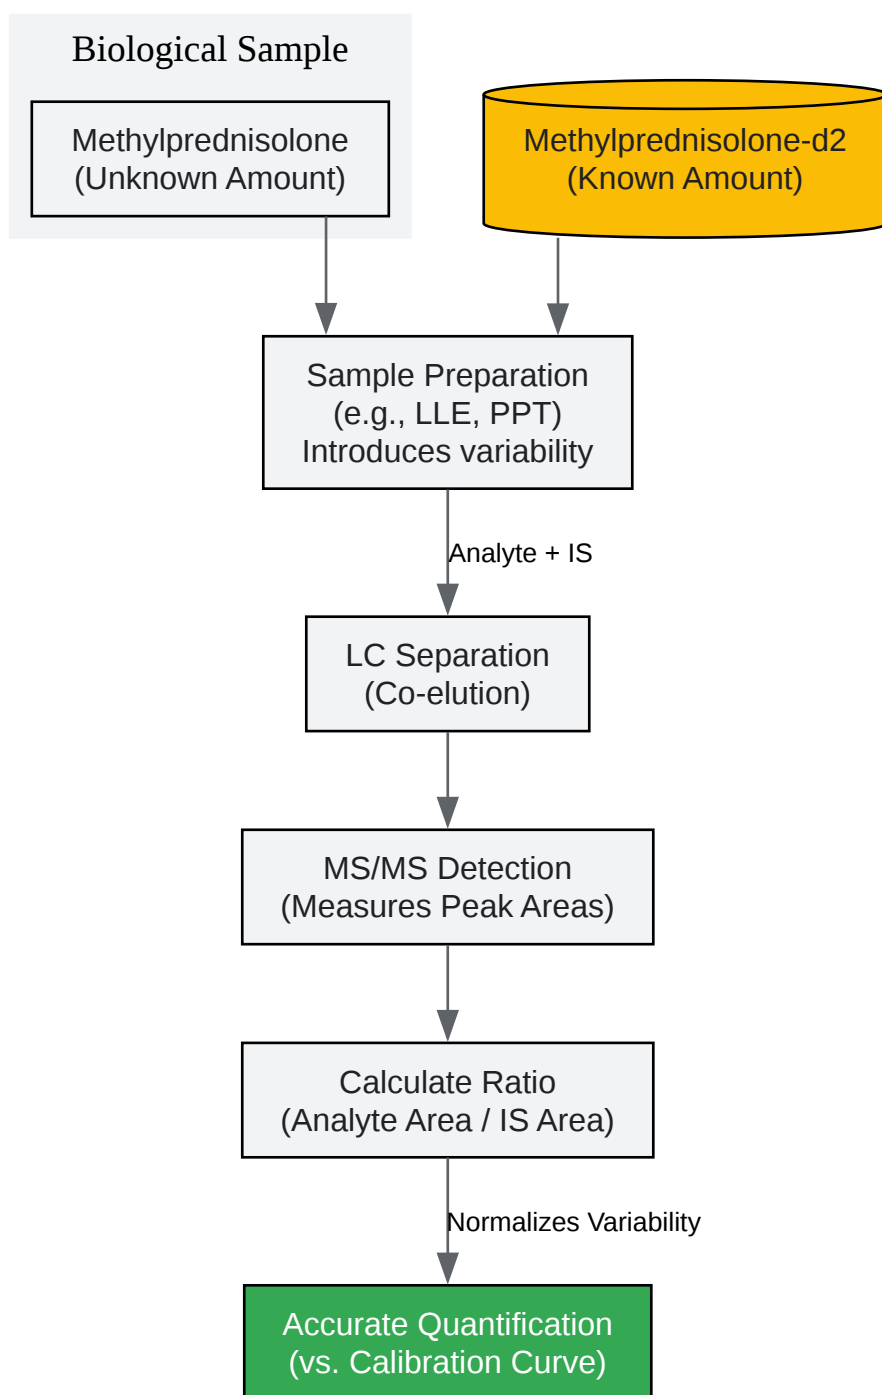 Biological Sample
Methylprednisolone
(Unknown Amount)
Methylprednisolone-d2
(Known Amount)
Sample Preparation
(e.g., LLE, PPT)
Introduces variability
Analyte + IS
LC Separation
(Co-elution)
MS/MS Detection
(Measures Peak Areas)
Calculate Ratio
(Analyte Area / IS Area)
Normalizes Variability
Accurate Quantification
(vs. Calibration Curve)